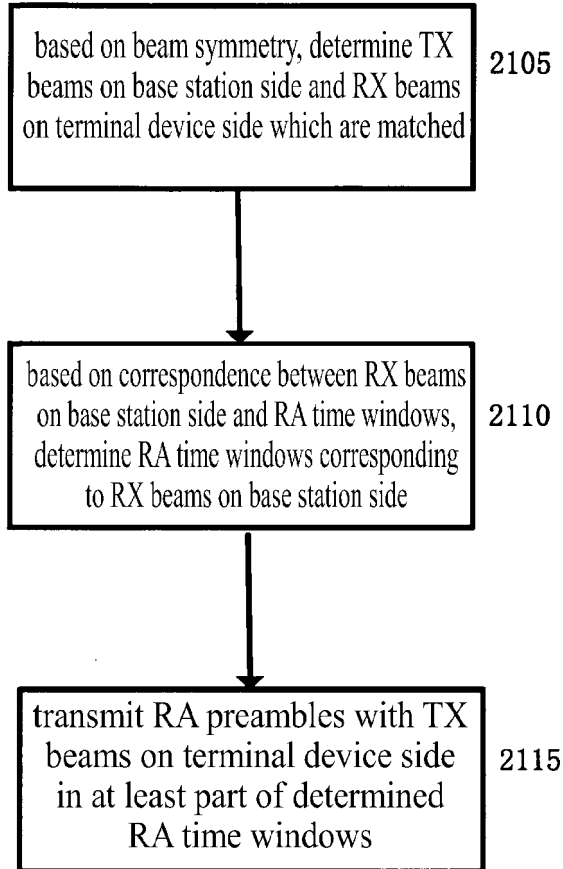 based on beam symmetry, determine TX
beams on base station side and RX beams
on terminal device side which are matched
2105
based on correspondence between RX beams
on base station side and RA time windows,
determine RA time windows corresponding
to RX beams on base station side
2110
transmit RA preambles with TX
beams on terminal device side
in at least part of determined
RA time windows
2115